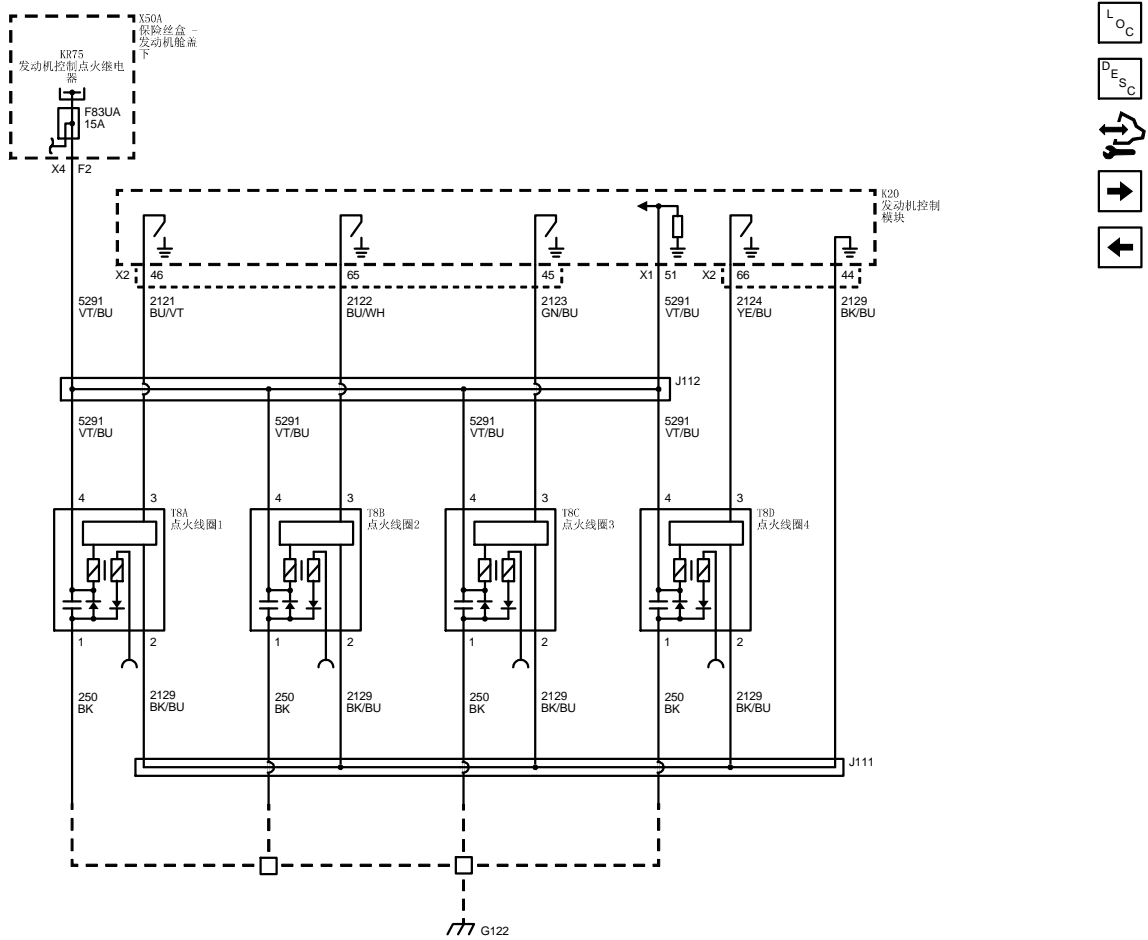 X50A
保险丝盒 -
发动机舱盖
下
KR75
发动机控制点火继电
器
F83UA
15A
X4 F2
LOC
DESC
K20
发动机控制
模块
X2 46 65 45 X1 51 X2 66 44
5291 2121 2122 2123 5291 2124 2129
VT/BU BU/VT BU/WH GN/BU VT/BU YE/BU BK/BU
J112
5291 5291 5291 5291
VT/BU VT/BU VT/BU VT/BU
4 3 4 3 4 3 4 3
T8A T8B T8C T8D
点火线圈1 点火线圈2 点火线圈3 点火线圈4
1 2 1 2 1 2 1 2
250 2129 250 2129 250 2129 250 2129
BK BK/BU BK BK/BU BK BK/BU BK BK/BU
J111
G122